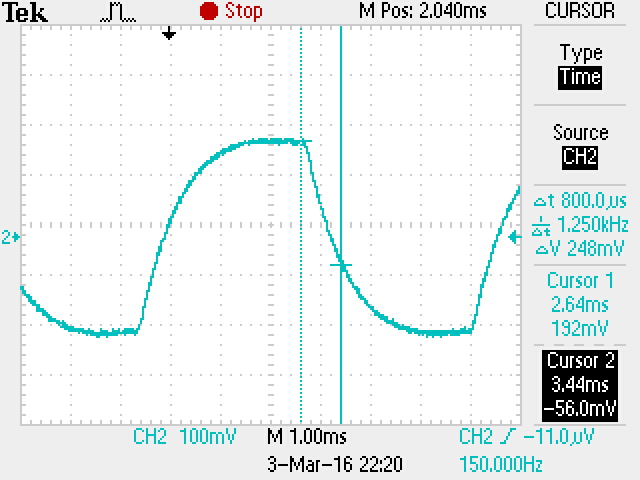 Tek Stop M Pos: 2.040ms CURSOR
Type
Time
Source
CH2
Δt 800.0µs
1/Δt 1.250kHz
ΔV 248mV
2
Cursor 1
2.64ms
192mV
Cursor 2
3.44ms
-56.0mV
CH2 100mV M 1.00ms CH2 -11.0µV
3-Mar-16 22:20 150.000Hz